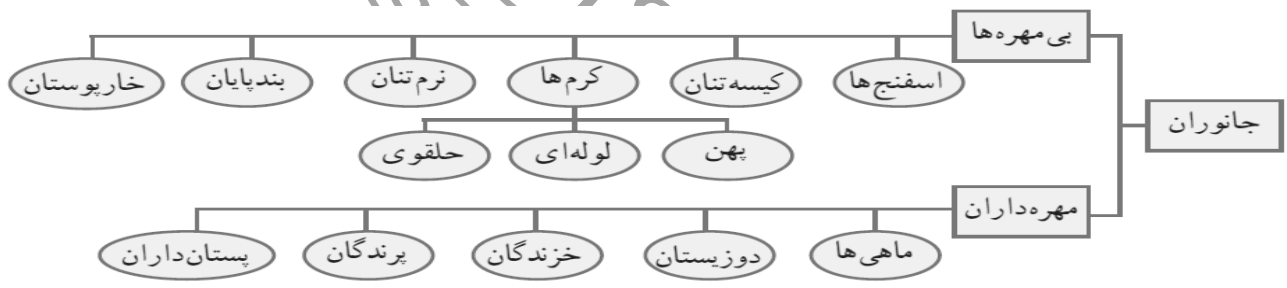 بی‌مهره‌ها
اسفنج‌ها
کیسه‌تنان
کرم‌ها
نرم‌تنان
بندپایان
خارپوستان
جانوران
پهن
لوله‌ای
حلقوی
مهره‌داران
ماهی‌ها
دوزیستان
خزندگان
پرندگان
پستان‌داران